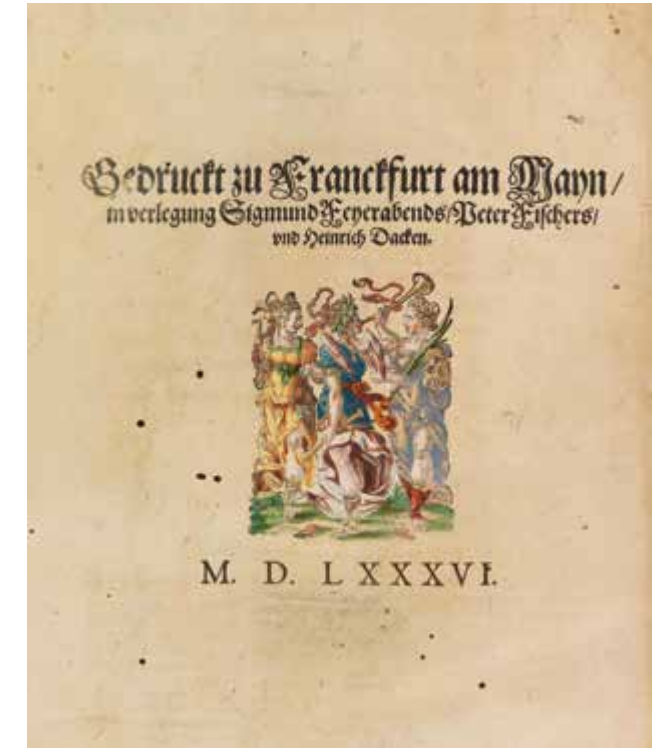 Gedruckt zu Franckfurt am Mayn/
in verlegung Sigmund Feyerabends/Peter Fischers/
vnd Heinrich Dacken.
M. D. LXXXVI.